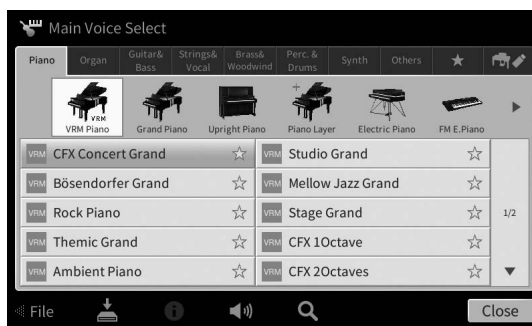 Main Voice Select
Piano
Organ
Guitar&
Bass
Strings&
Vocal
Brass&
Woodwind
Perc. &
Drums
Synth
Others
VRM
VRM Piano
Grand Piano
Upright Piano
Piano Layer
Electric Piano
FM E.Piano
VRM CFX Concert Grand
VRM Studio Grand
VRM Bösendorfer Grand
VRM Mellow Jazz Grand
VRM Rock Piano
VRM Stage Grand
1/2
VRM Themic Grand
VRM CFX 1Octave
VRM Ambient Piano
VRM CFX 2Octaves
File
Close